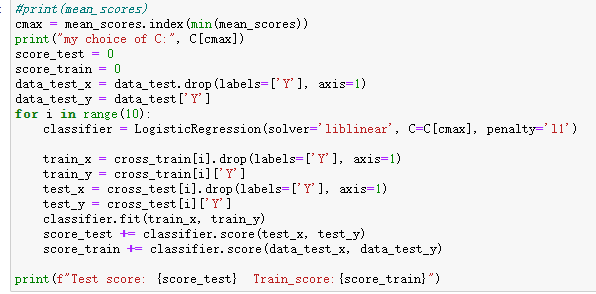 #print(mean_scores)
cmax = mean_scores.index(min(mean_scores))
print("my choice of C:", C[cmax])
score_test = 0
score_train = 0
data_test_x = data_test.drop(labels=['Y'], axis=1)
data_test_y = data_test['Y']
for i in range(10):
    classifier = LogisticRegression(solver='liblinear', C=C[cmax], penalty='l1')

    train_x = cross_train[i].drop(labels=['Y'], axis=1)
    train_y = cross_train[i]['Y']
    test_x = cross_test[i].drop(labels=['Y'], axis=1)
    test_y = cross_test[i]['Y']
    classifier.fit(train_x, train_y)
    score_test += classifier.score(test_x, test_y)
    score_train += classifier.score(data_test_x, data_test_y)

print(f"Test score: {score_test}  Train_score:{score_train}")